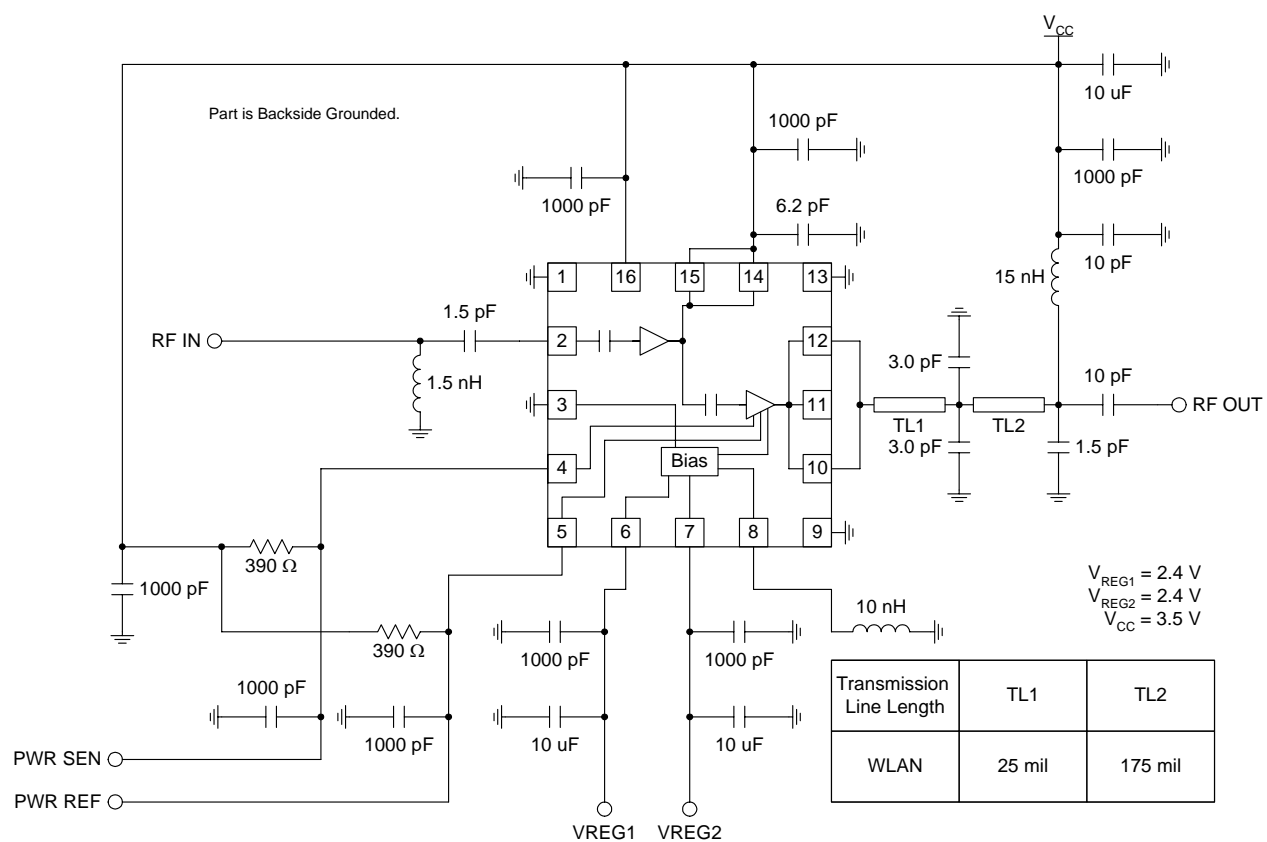 V_CC
10 uF
Part is Backside Grounded.
1000 pF
1000 pF
1000 pF
6.2 pF
10 pF
15 nH
1
16
15
14
13
1.5 pF
RF IN
2
12
3.0 pF
1.5 nH
10 pF
3
11
RF OUT
TL1
TL2
3.0 pF
1.5 pF
Bias
4
10
5
6
7
8
9
390 Ω
1000 pF
V_REG1 = 2.4 V
V_REG2 = 2.4 V
V_CC = 3.5 V
10 nH
390 Ω
1000 pF
1000 pF
1000 pF
1000 pF
10 uF
10 uF
PWR SEN
PWR REF
VREG1
VREG2
Transmission
Line Length
TL1
TL2
WLAN
25 mil
175 mil